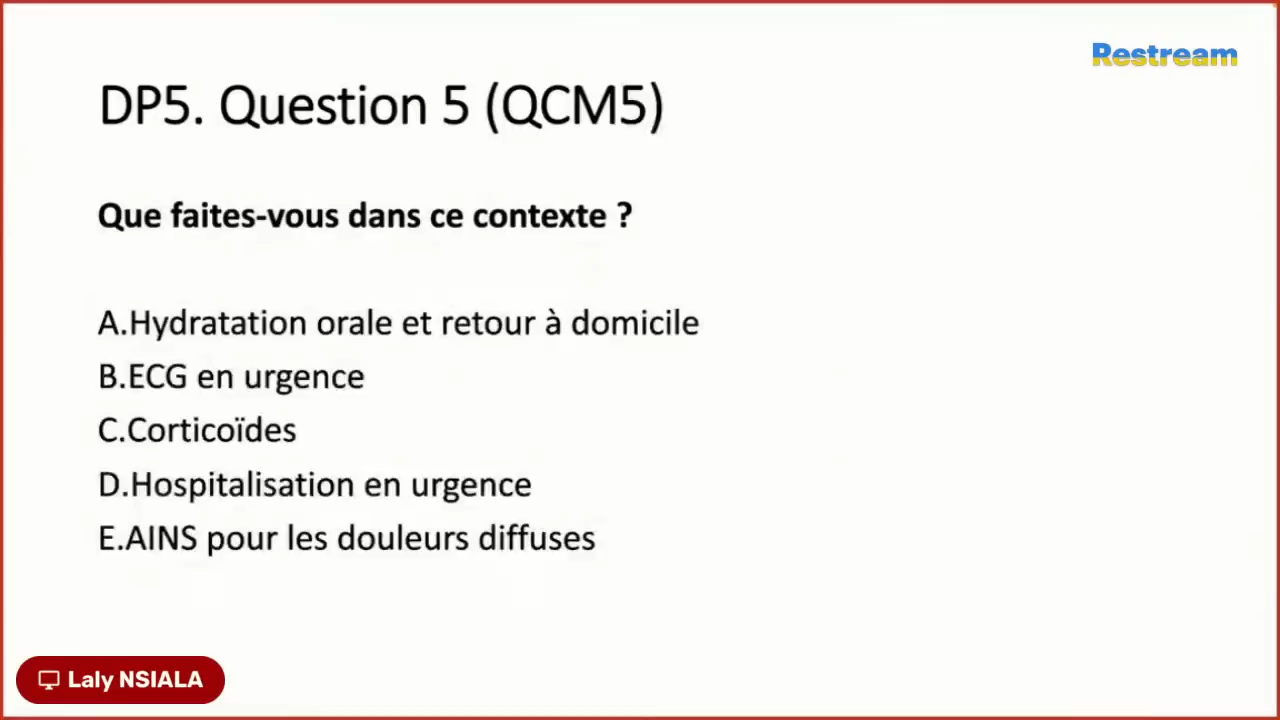 Restream
DP5. Question 5 (QCM5)
Que faites-vous dans ce contexte ?
A.Hydratation orale et retour à domicile
B.ECG en urgence
C.Corticoïdes
D.Hospitalisation en urgence
E.AINS pour les douleurs diffuses
Laly NSIALA